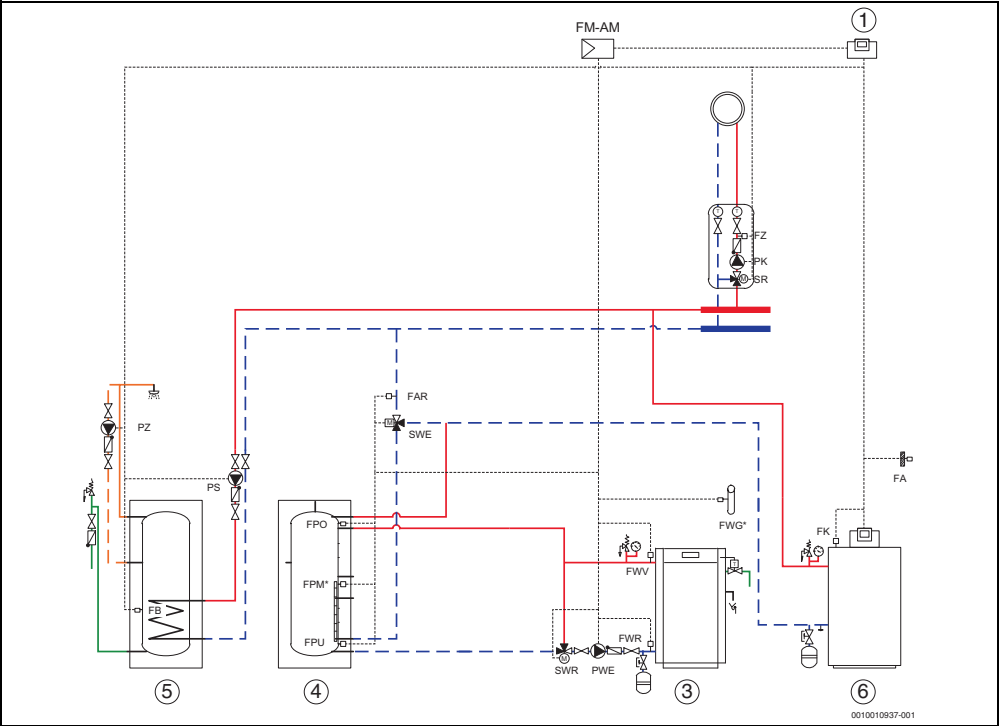 FM-AM
1
T
T
FZ
PK
M
SR
FAR
M
SWE
PZ
PS
FA
FPO
FWG*
FK
FWV
T
FPM*
FB
FPU
FWR
M
SWR
PWE
5
4
3
6
0010010937-001